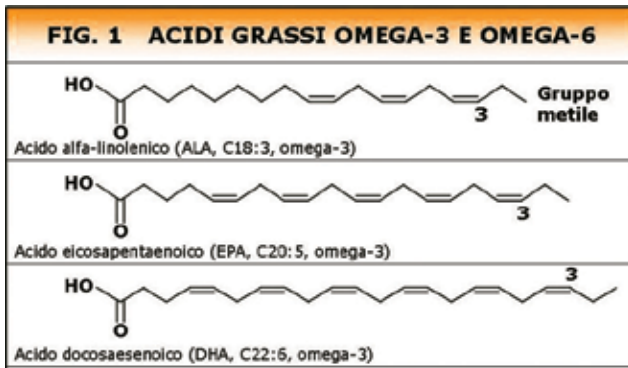 FIG. 1 ACIDI GRASSI OMEGA-3 E OMEGA-6
HO
O
3
Gruppo
metile
Acido alfa-linolenico (ALA, C18:3, omega-3)
HO
O
3
Acido eicosapentaenoico (EPA, C20:5, omega-3)
3
HO
O
Acido docosaesenoico (DHA, C22:6, omega-3)